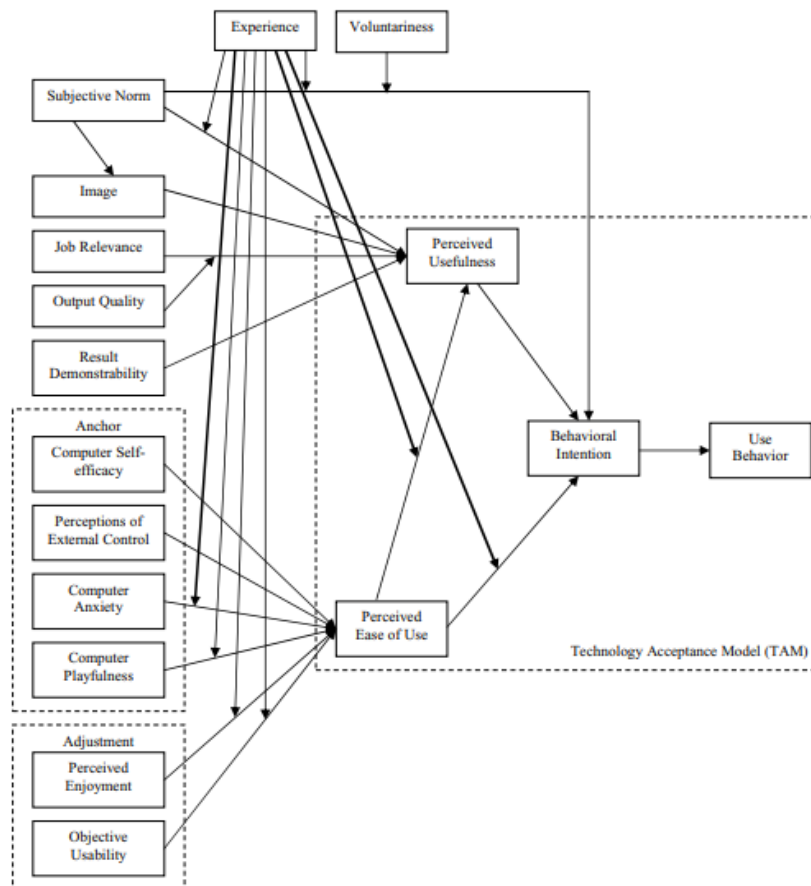 Experience
Voluntariness
Subjective Norm
Image
Job Relevance
Output Quality
Result
Demonstrability
Perceived
Usefulness
Anchor
Computer Self-
efficacy
Perceptions of
External Control
Computer
Anxiety
Computer
Playfulness
Behavioral
Intention
Use
Behavior
Perceived
Ease of Use
Technology Acceptance Model (TAM)
Adjustment
Perceived
Enjoyment
Objective
Usability